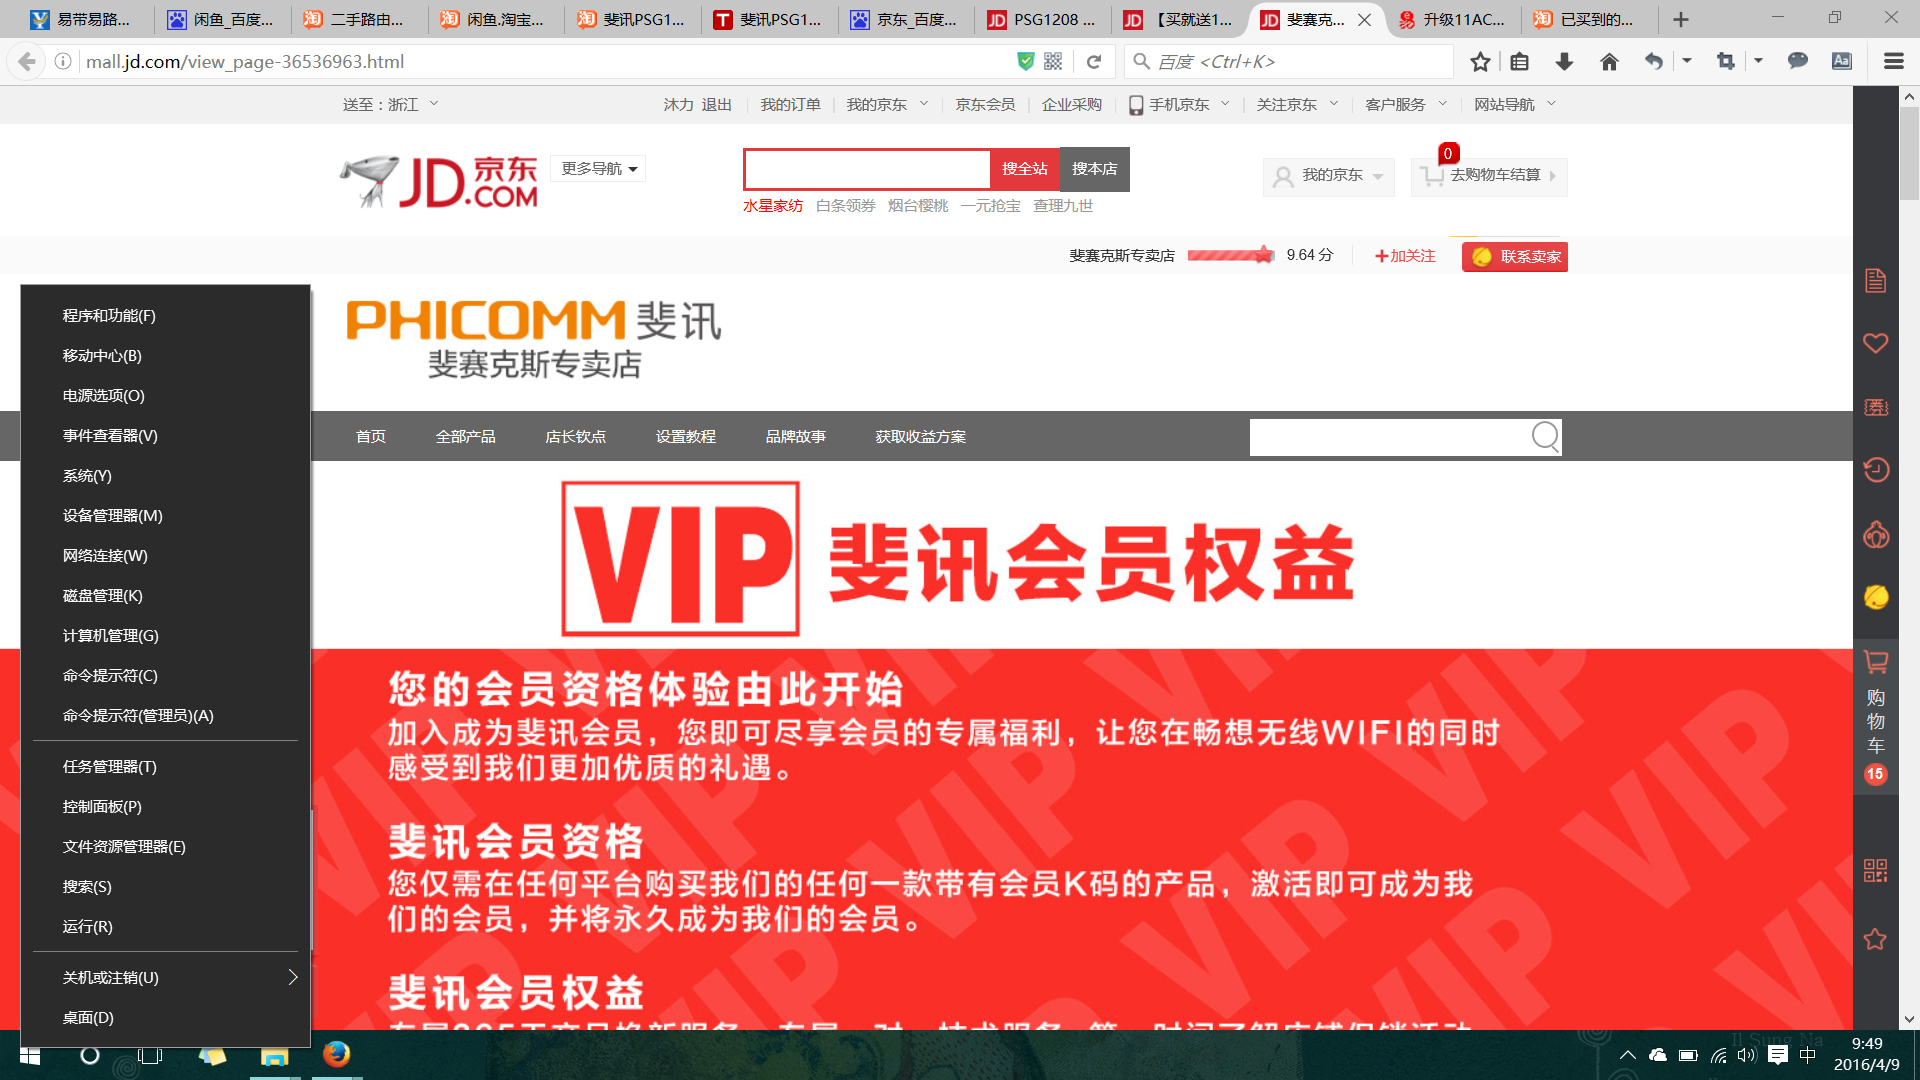 易带易路...
闲鱼_百度...
二手路由...
闲鱼.淘宝...
斐讯PSG1...
斐讯PSG1...
京东_百度...
PSG1208 ...
【买就送1...
斐赛克...
升级11AC...
已买到的...
mall.jd.com/view_page-36536963.html
百度 <Ctrl+K>
送至：浙江
沐力 退出
我的订单
我的京东
京东会员
企业采购
手机京东
关注京东
客户服务
网站导航
JD京东
.COM
更多导航
搜全站
搜本店
水星家纺 白条领券 烟台樱桃 一元抢宝 查理九世
我的京东
0
去购物车结算
斐赛克斯专卖店
9.64 分
加关注
联系卖家
PHICOMM 斐讯
斐赛克斯专卖店
首页
全部产品
店长钦点
设置教程
品牌故事
获取收益方案
VIP 斐讯会员权益
您的会员资格体验由此开始
加入成为斐讯会员，您即可尽享会员的专属福利，让您在畅想无线WIFI的同时
感受到我们更加优质的礼遇。
斐讯会员资格
您仅需在任何平台购买我们的任何一款带有会员K码的产品，激活即可成为我
们的会员，并将永久成为我们的会员。
斐讯会员权益
程序和功能(F)
移动中心(B)
电源选项(O)
事件查看器(V)
系统(Y)
设备管理器(M)
网络连接(W)
磁盘管理(K)
计算机管理(G)
命令提示符(C)
命令提示符(管理员)(A)
任务管理器(T)
控制面板(P)
文件资源管理器(E)
搜索(S)
运行(R)
关机或注销(U)
桌面(D)
购
物
车
15
中
9:49
2016/4/9